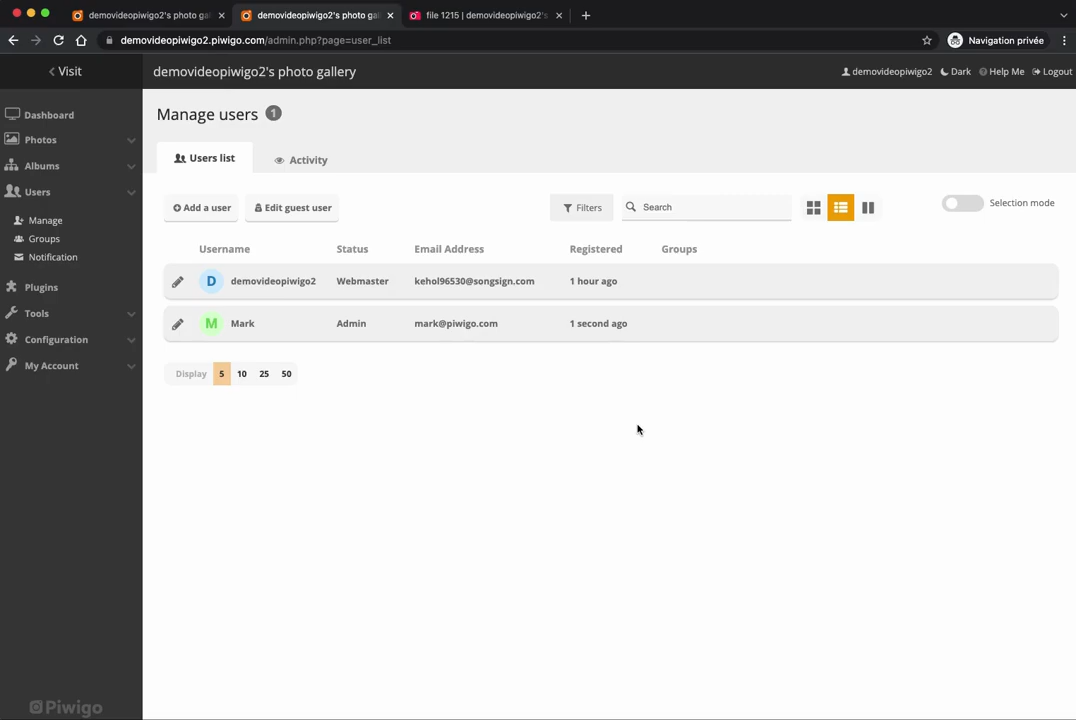 demovideopiwigo2's photo ga
demovideopiwigo2's photo gal
file 1215 | demovideopiwigo2's
demovideopiwigo2.piwigo.com/admin.php?page=user_list
Navigation privée
Visit
demovideopiwigo2's photo gallery
demovideopiwigo2
Dark
Help Me
Logout
Dashboard
Photos
Albums
Users
Manage
Groups
Notification
Plugins
Tools
Configuration
My Account
Piwigo
Manage users 1
Users list
Activity
Add a user
Edit guest user
Filters
Search
Selection mode
Username Status Email Address Registered Groups
D demovideopiwigo2 Webmaster kehol96530@songsign.com 1 hour ago
M Mark Admin mark@piwigo.com 1 second ago
Display 5 10 25 50